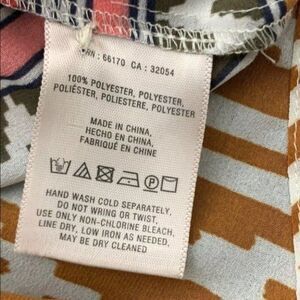 RN : 66170 CA : 32054
100% POLYESTER, POLYESTER,
POLIÉSTER, POLIESTERE, POLYESTER
MADE IN CHINA,
HECHO EN CHINA,
FABRIQUÉ EN CHINE
HAND WASH COLD SEPARATELY,
DO NOT WRING OR TWIST,
USE ONLY NON-CHLORINE BLEACH,
LINE DRY, LOW IRON AS NEEDED,
MAY BE DRY CLEANED